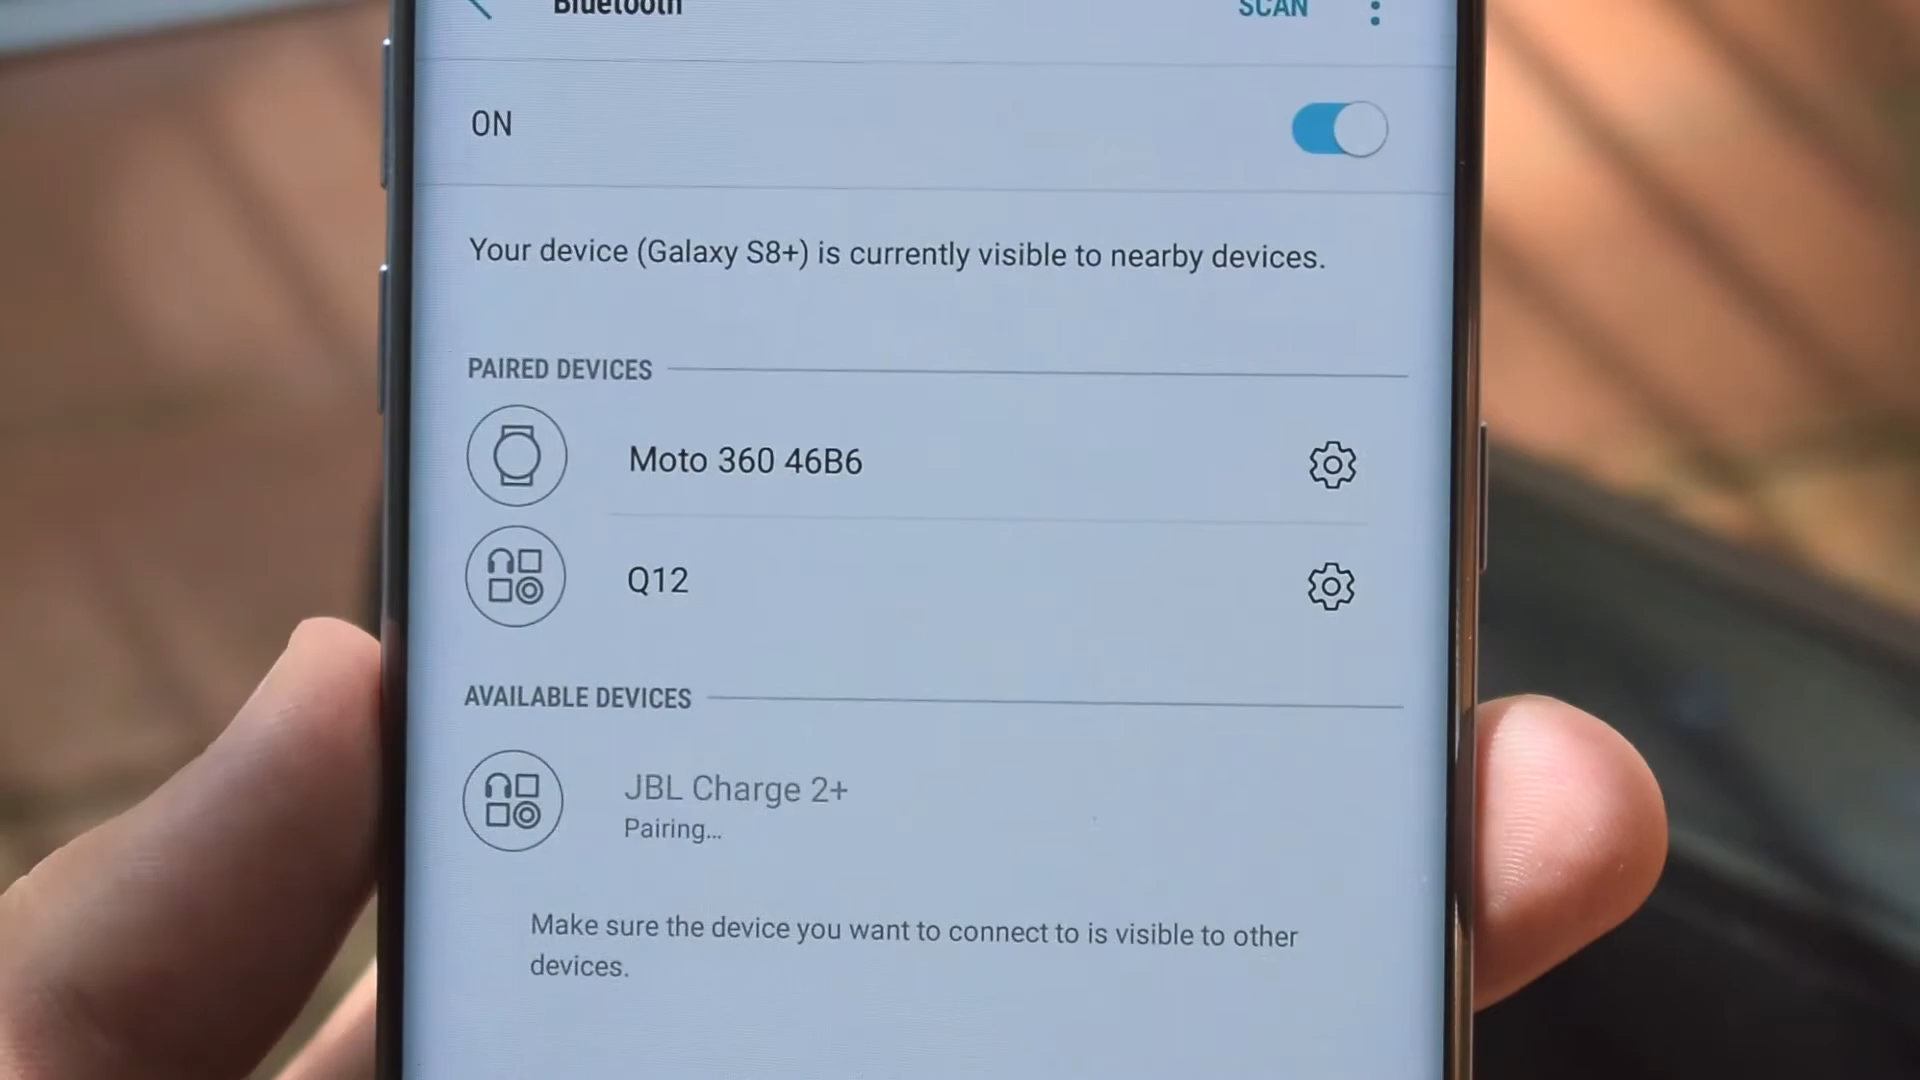 Bluetooth
SCAN
ON
Your device (Galaxy S8+) is currently visible to nearby devices.
PAIRED DEVICES
Moto 360 46B6
Q12
AVAILABLE DEVICES
JBL Charge 2+
Pairing...
Make sure the device you want to connect to is visible to other
devices.